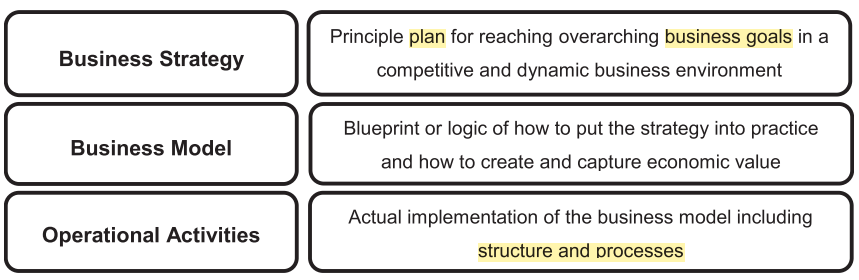 Business Strategy
Principle plan for reaching overarching business goals in a
competitive and dynamic business environment
Business Model
Blueprint or logic of how to put the strategy into practice
and how to create and capture economic value
Operational Activities
Actual implementation of the business model including
structure and processes